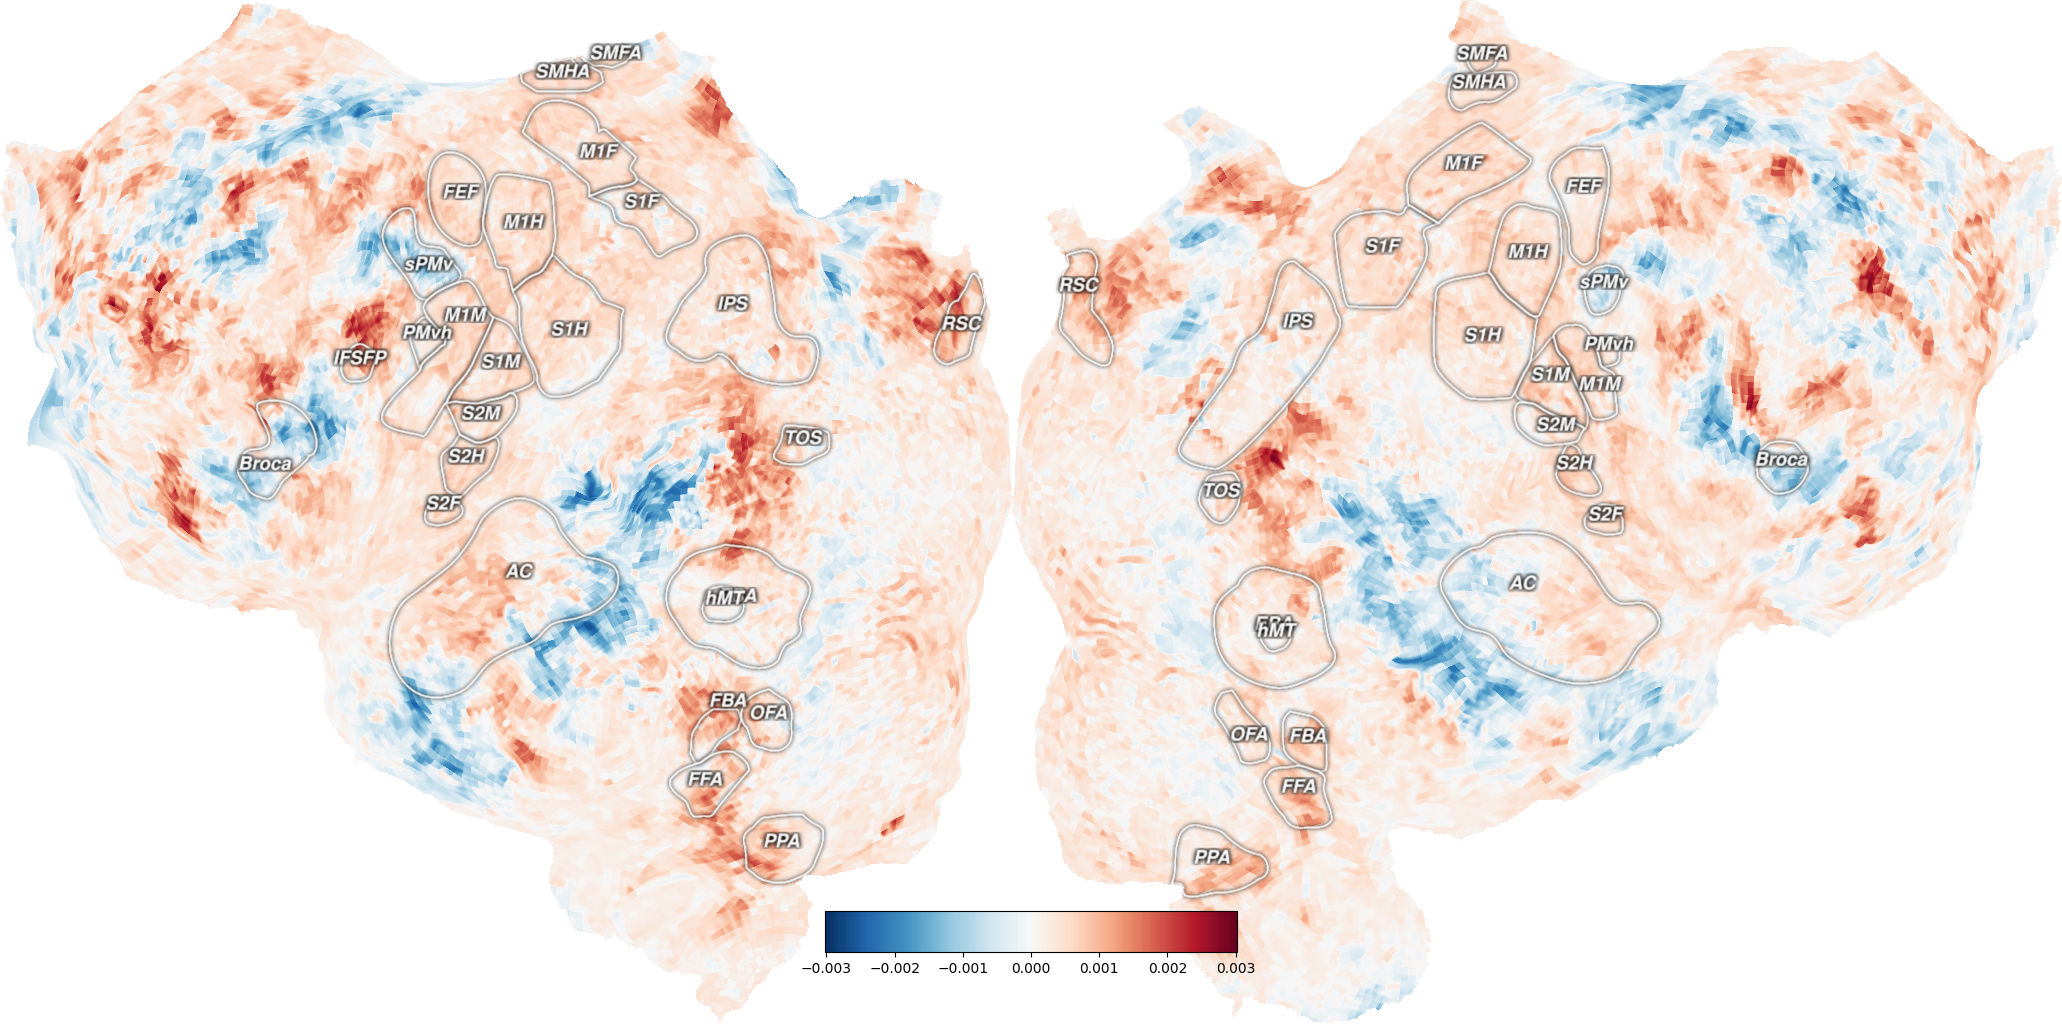 SMFA
SMHA
M1F
FEF
M1H
S1F
sPMv
IPS
M1M
PMvh
S1H
RSC
IFSFP
S1M
S2M
TOS
Broca
S2H
S2F
AC
hMT
FBA
OFA
FFA
PPA
SMFA
SMHA
M1F
FEF
S1F
M1H
RSC
sPMv
IPS
S1H
PMvh
S1M
M1M
S2M
Broca
S2H
TOS
S2F
AC
hMT
OFA
FBA
FFA
PPA
−0.003 −0.002 −0.001 0.000 0.001 0.002 0.003